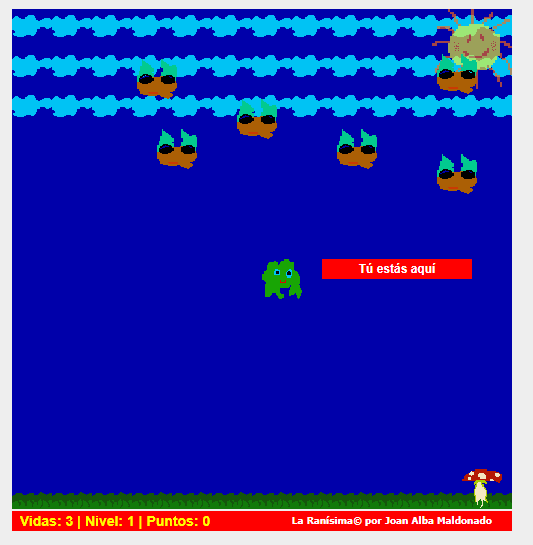 Tú estás aquí
Vidas: 3 | Nivel: 1 | Puntos: 0
La Ranísima© por Joan Alba Maldonado